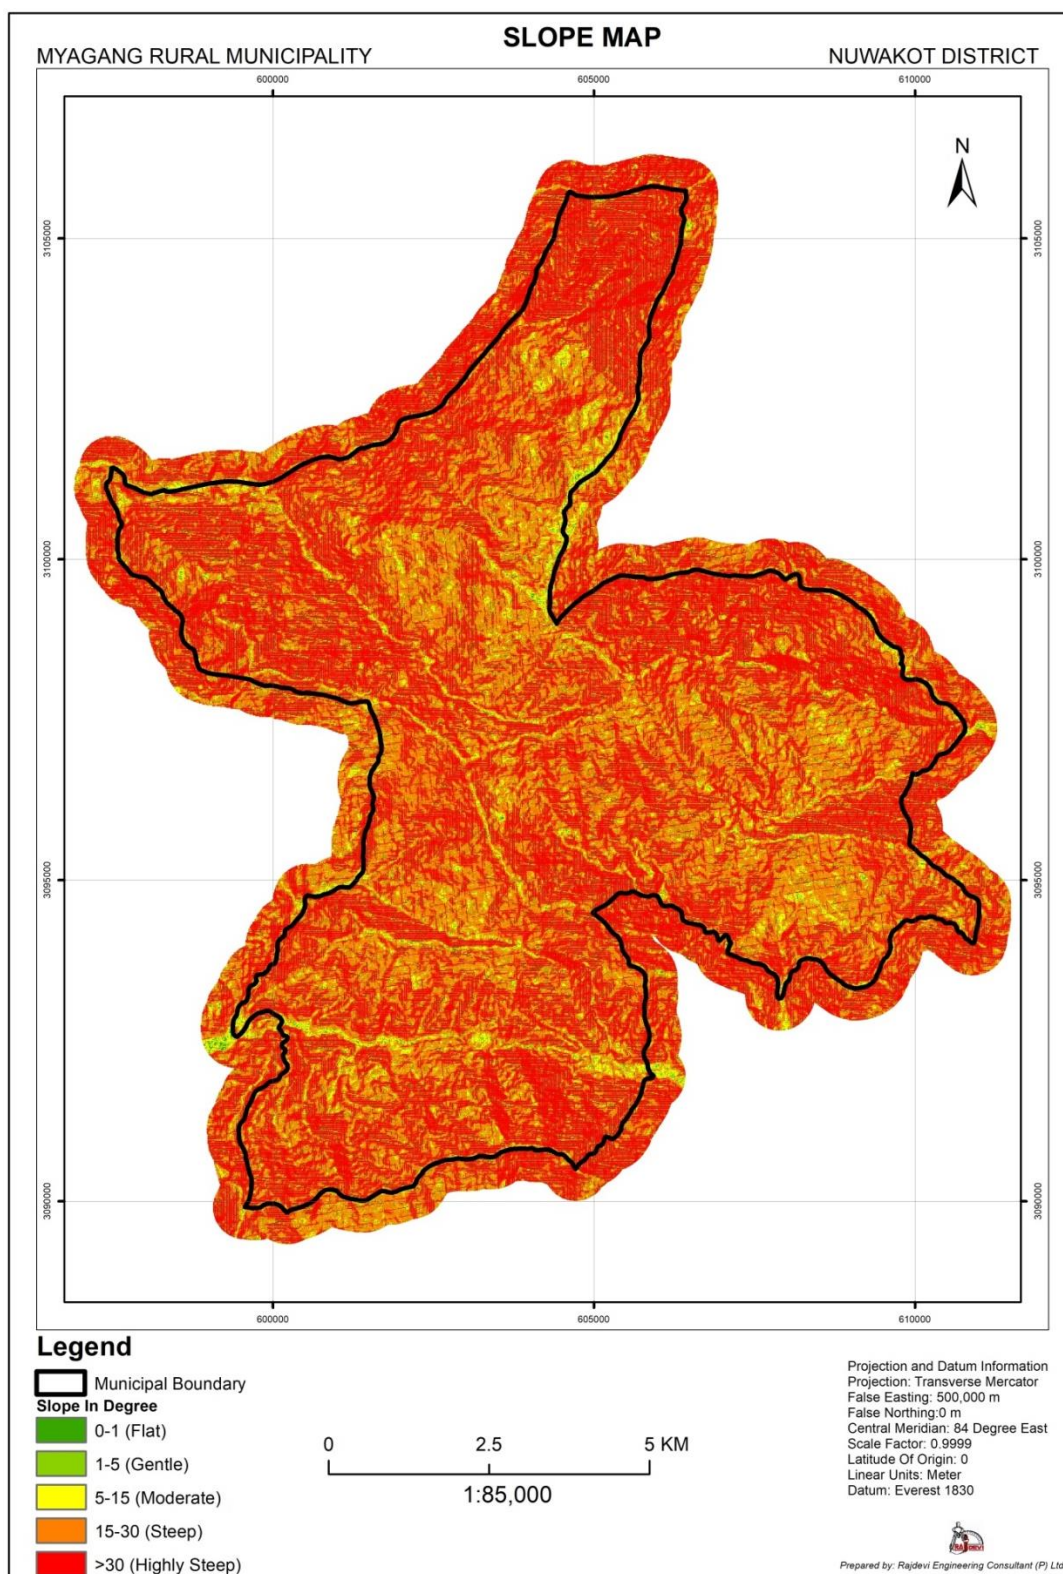 SLOPE MAP
MYAGANG RURAL MUNICIPALITY
NUWAKOT DISTRICT
600000
605000
610000
N
3105000
3105000
3100000
3100000
3095000
3095000
3090000
3090000
600000
605000
610000
Legend
Municipal Boundary
Slope In Degree
0-1 (Flat)
1-5 (Gentle)
5-15 (Moderate)
15-30 (Steep)
>30 (Highly Steep)
0 2.5 5 KM
1:85,000
Projection and Datum Information
Projection: Transverse Mercator
False Easting: 500,000 m
False Northing:0 m
Central Meridian: 84 Degree East
Scale Factor: 0.9999
Latitude Of Origin: 0
Linear Units: Meter
Datum: Everest 1830
Prepared by: Rajdevi Engineering Consultant (P) Ltd